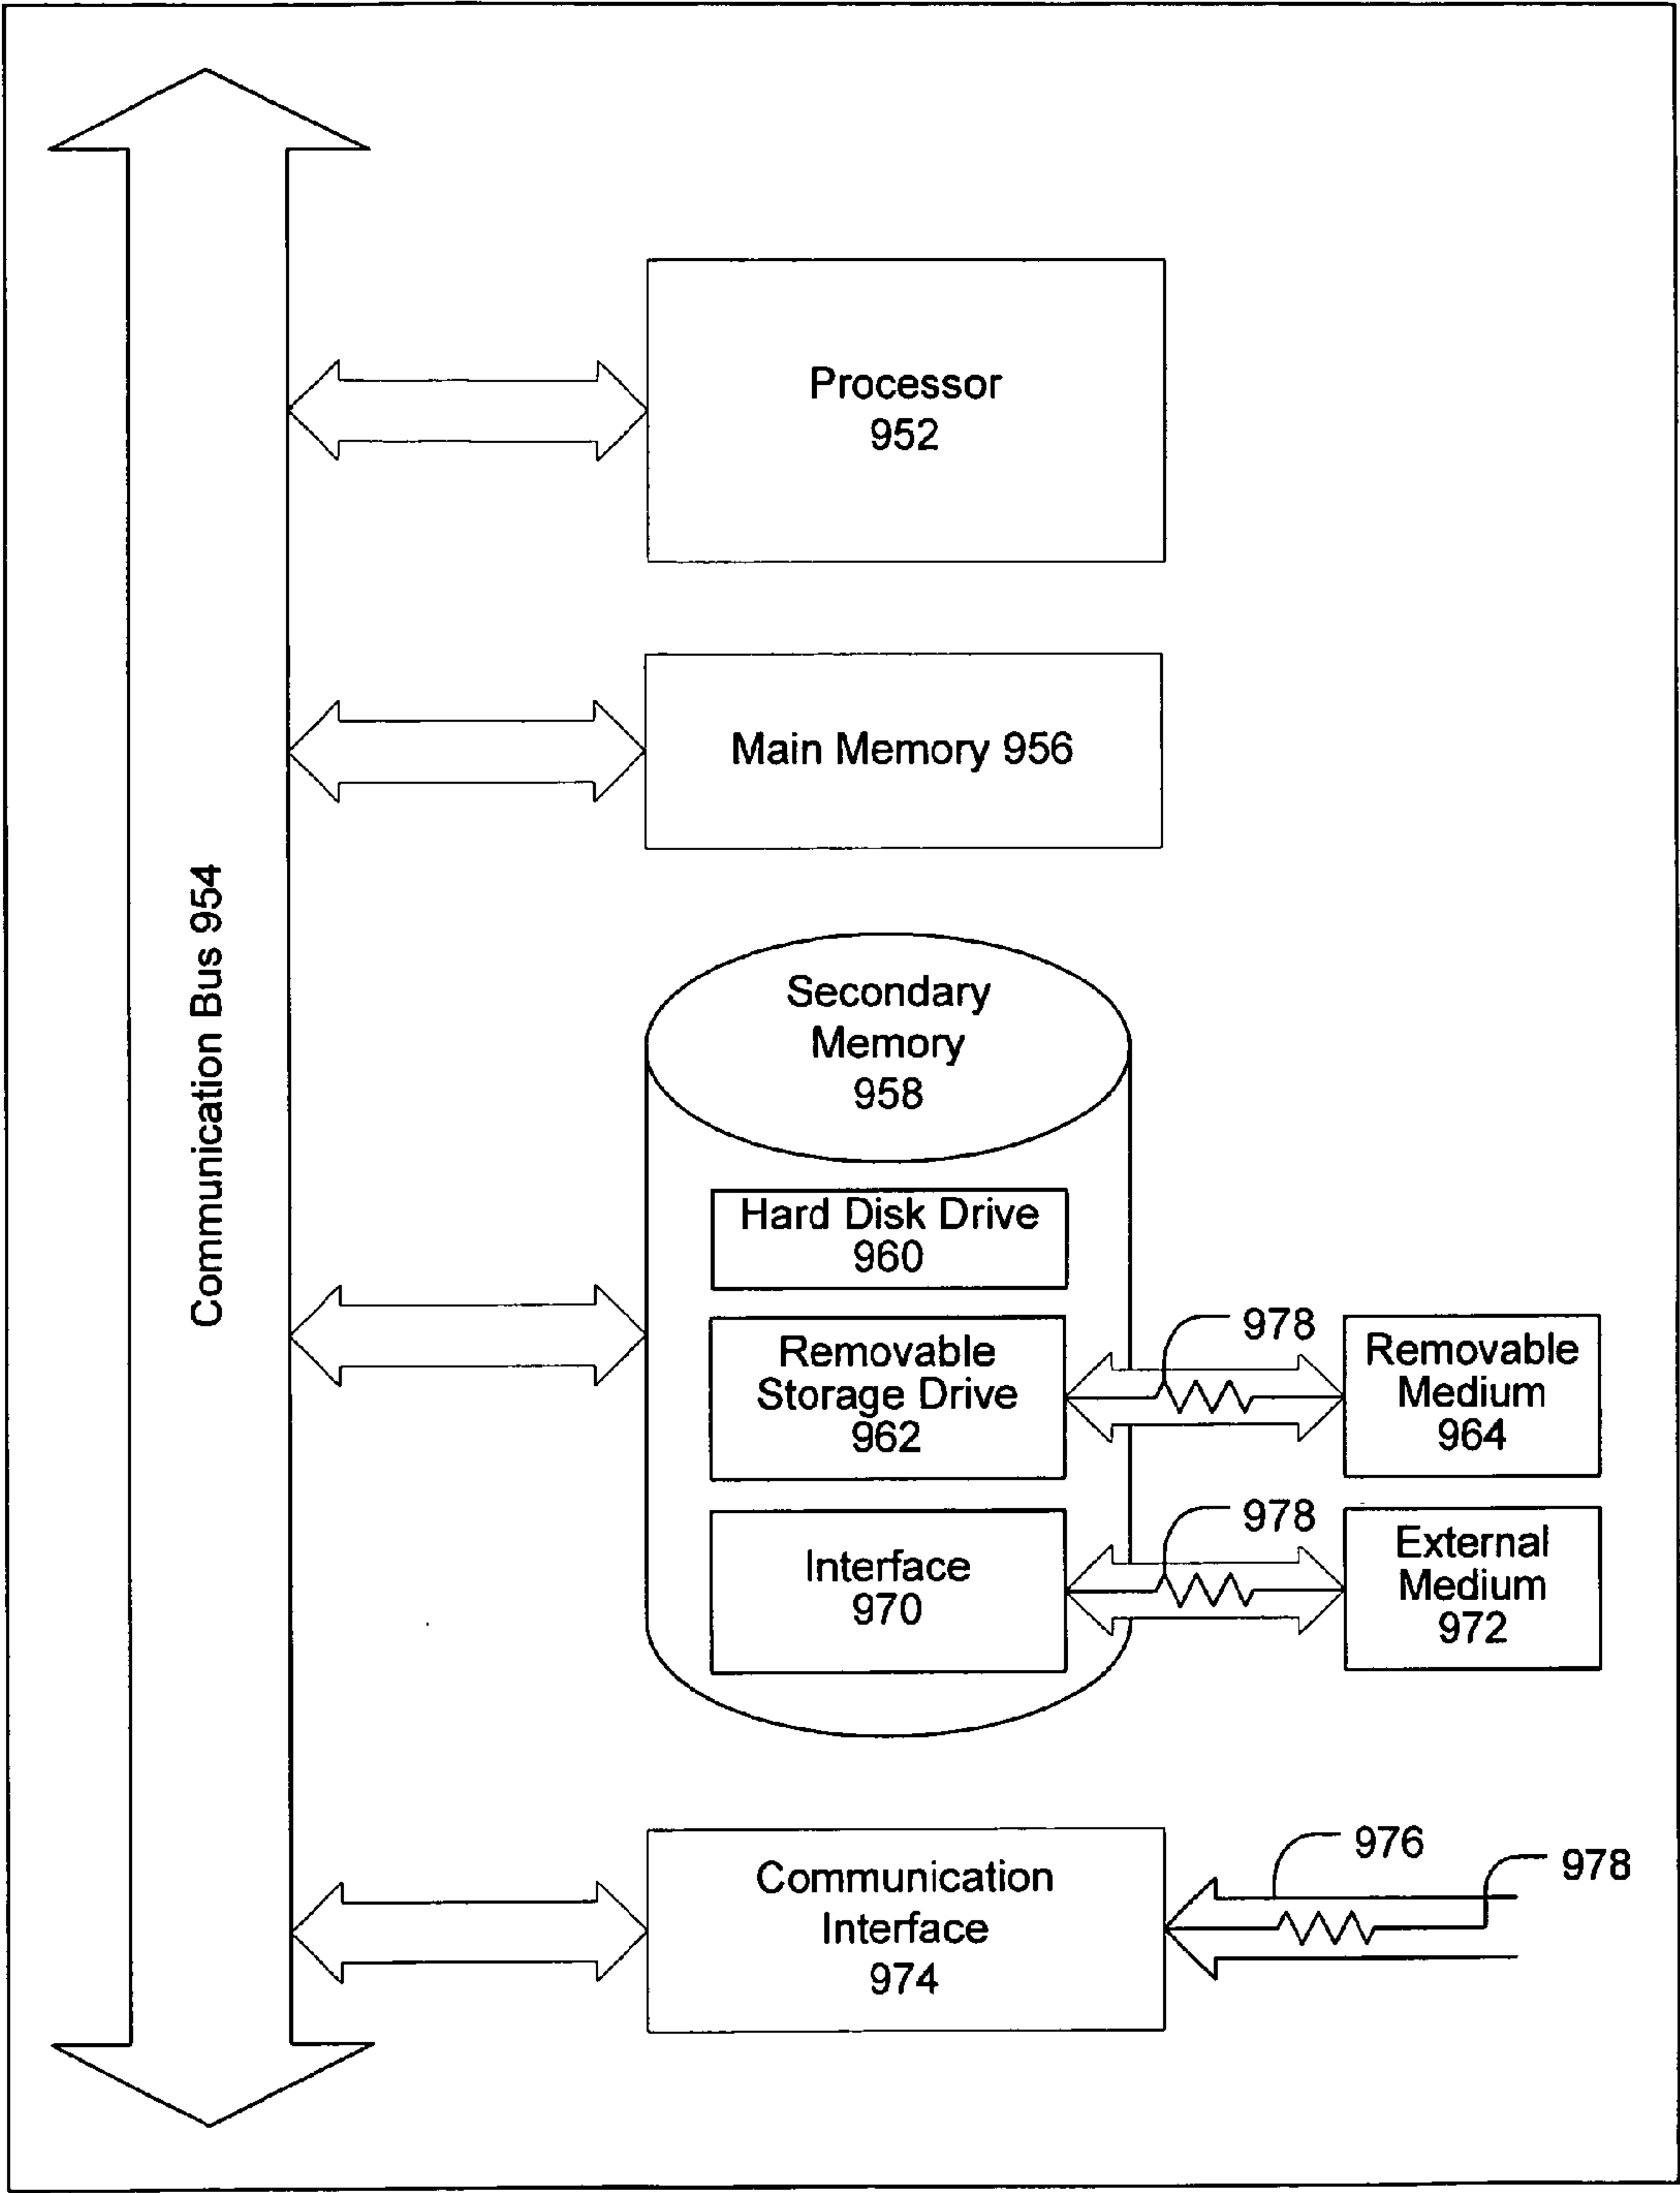 Communication Bus 954
Processor
952
Main Memory 956
Secondary
Memory
958
Hard Disk Drive
960
Removable
Storage Drive
962
978
Removable
Medium
964
Interface
970
978
External
Medium
972
Communication
Interface
974
976
978